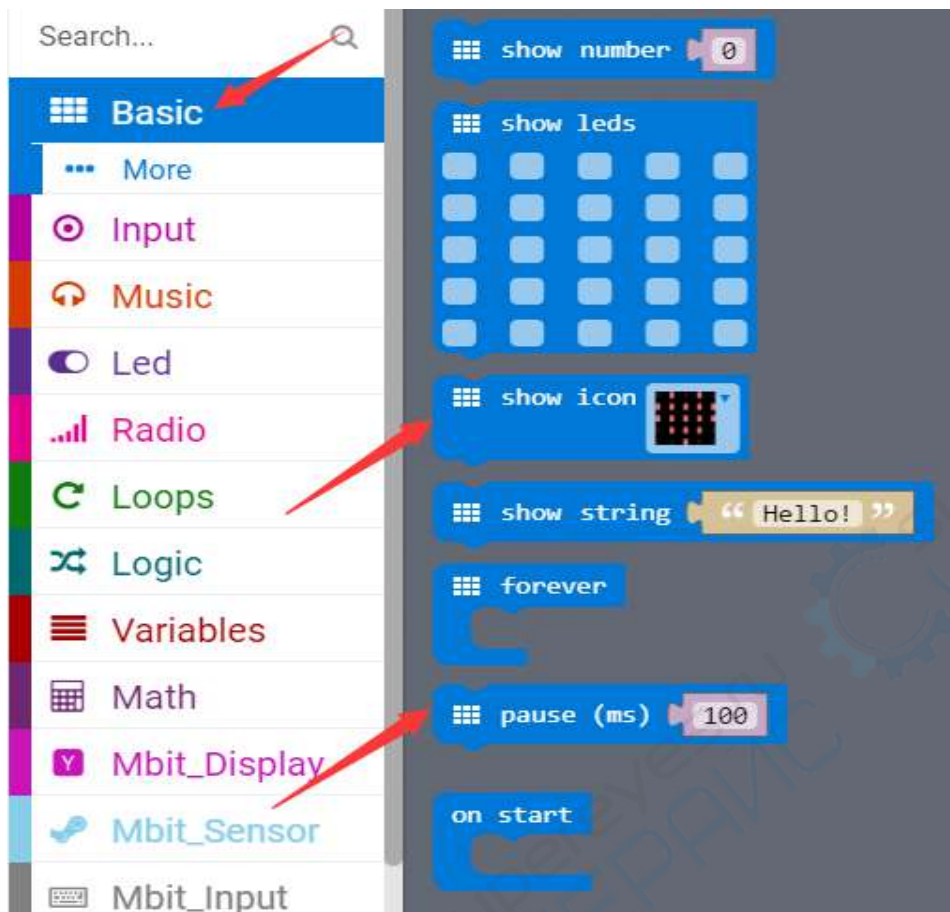 Search...
Basic
More
Input
Music
Led
Radio
Loops
Logic
Variables
Math
Mbit_Display
Mbit_Sensor
Mbit_Input
show number 0
show leds
show icon
show string “ Hello! ”
forever
pause (ms) 100
on start